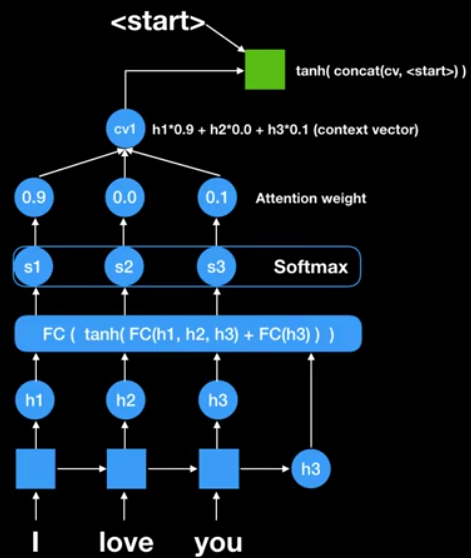 <start>
tanh( concat(cv, <start>) )
cv1 h1*0.9 + h2*0.0 + h3*0.1 (context vector)
0.9 0.0 0.1 Attention weight
s1 s2 s3 Softmax
FC ( tanh( FC(h1, h2, h3) + FC(h3) ) )
h1 h2 h3
h3
I love you